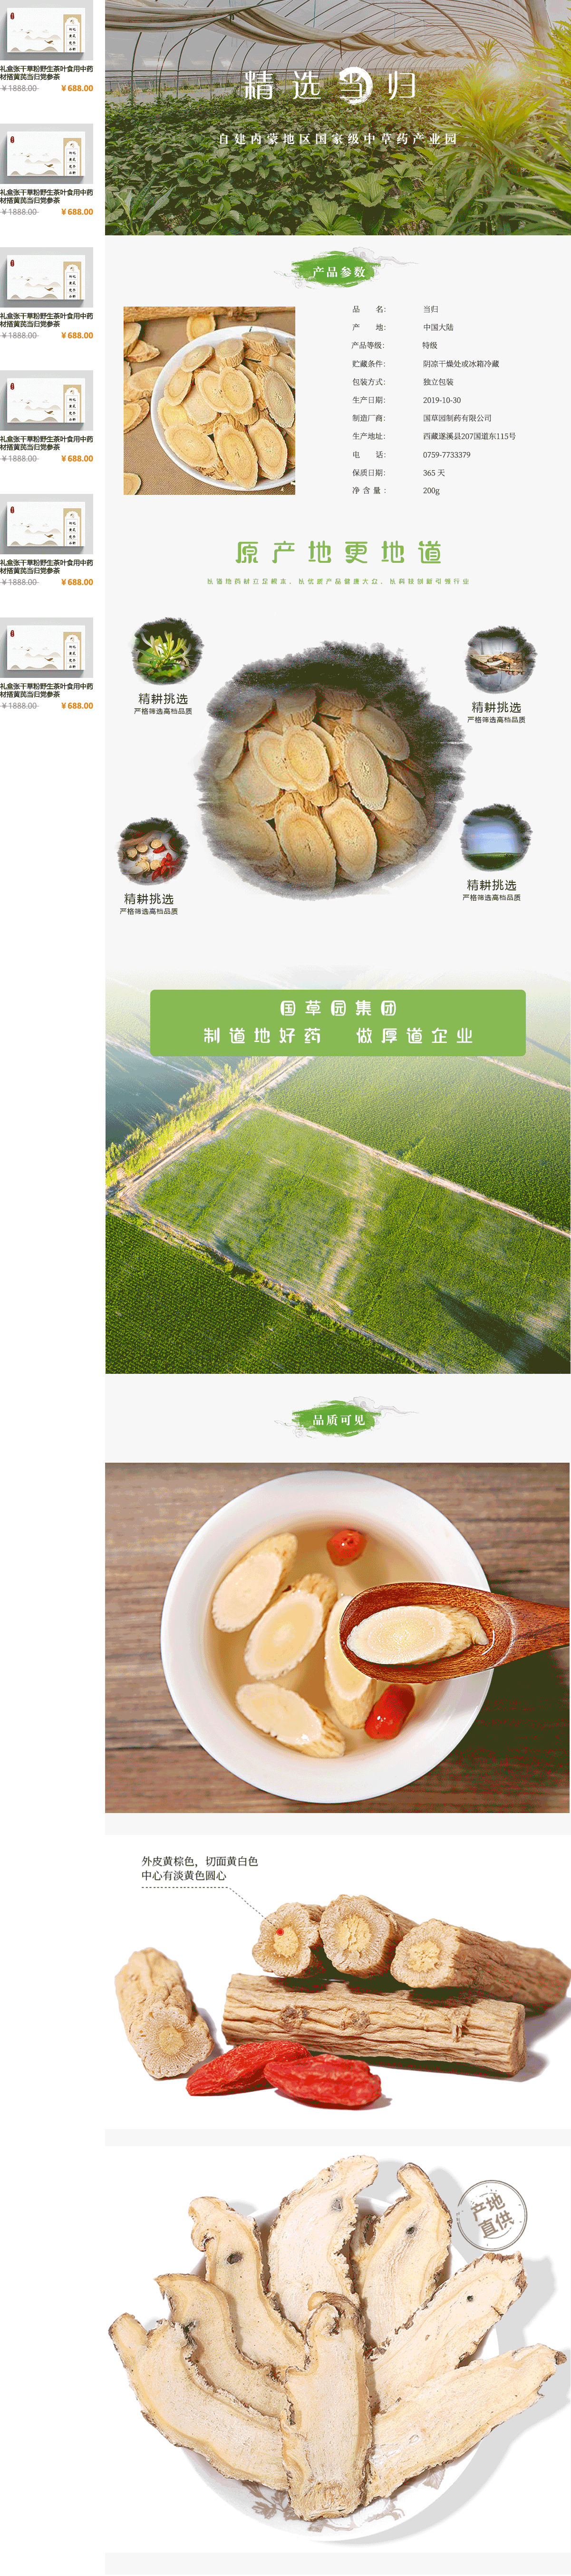 礼盒张干草粉野生茶叶食用中药
材搭黄芪当归党参茶
￥1888.00 ￥688.00
礼盒张干草粉野生茶叶食用中药
材搭黄芪当归党参茶
￥1888.00 ￥688.00
礼盒张干草粉野生茶叶食用中药
材搭黄芪当归党参茶
￥1888.00 ￥688.00
礼盒张干草粉野生茶叶食用中药
材搭黄芪当归党参茶
￥1888.00 ￥688.00
礼盒张干草粉野生茶叶食用中药
材搭黄芪当归党参茶
￥1888.00 ￥688.00
礼盒张干草粉野生茶叶食用中药
材搭黄芪当归党参茶
￥1888.00 ￥688.00
精选当归
自建内蒙地区国家级中草药产业园
产品参数
品 名： 当归
产 地： 中国大陆
产品等级： 特级
贮藏条件： 阴凉干燥处或冰箱冷藏
包装方式： 独立包装
生产日期： 2019-10-30
制造厂商： 国草园制药有限公司
生产地址： 西藏遂溪县207国道东115号
电 话： 0759-7733379
保质日期： 365 天
净含量： 200g
原产地更地道
以道地药材立足根本、以优质产品健康大众、以科技创新引领行业
精耕挑选
严格筛选高档品质
精耕挑选
严格筛选高档品质
精耕挑选
严格筛选高档品质
精耕挑选
严格筛选高档品质
国草园集团
制道地好药 做厚道企业
品质可见
外皮黄棕色，切面黄白色
中心有淡黄色圆心
产地
直供